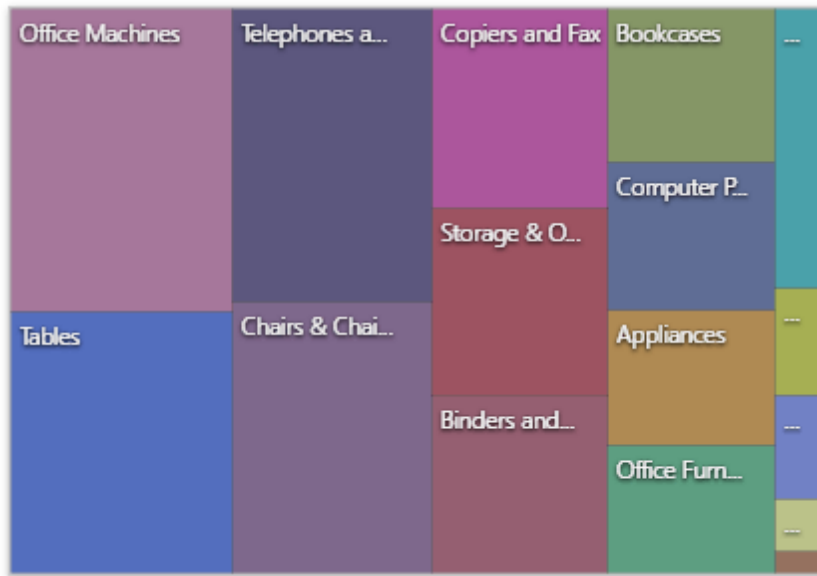 Office Machines
Telephones a...
Copiers and Fax
Bookcases
...
Computer P...
Storage & O...
Chairs & Chai...
...
Tables
Appliances
Binders and...
...
Office Furn...
...